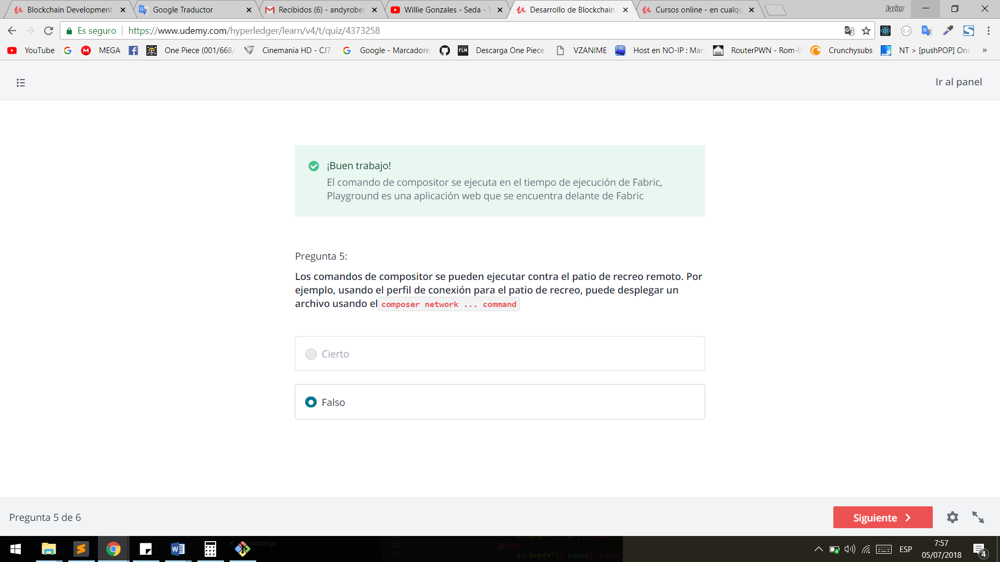 Blockchain Development
Google Traductor
Recibidos (6) - andyrober
Willie Gonzales - Seda -
Desarrollo de Blockchain
Cursos online - en cualqu
Javier
Es seguro
https://www.udemy.com/hyperledger/learn/v4/t/quiz/4373258
YouTube
MEGA
One Piece (001/668/
Cinemania HD - CJ7
Google - Marcadore
FLN
Descarga One Piece
VZANIME
Host en NO-IP : Man
RouterPWN - Rom-0
Crunchysubs
NT > [pushPOP] One
»
Ir al panel
¡Buen trabajo!
El comando de compositor se ejecuta en el tiempo de ejecución de Fabric,
Playground es una aplicación web que se encuentra delante de Fabric
Pregunta 5:
Los comandos de compositor se pueden ejecutar contra el patio de recreo remoto. Por
ejemplo, usando el perfil de conexión para el patio de recreo, puede desplegar un
archivo usando el composer network ... command
Cierto
Falso
Pregunta 5 de 6
Siguiente
74
@else
75
ESP
7:57
05/07/2018
4